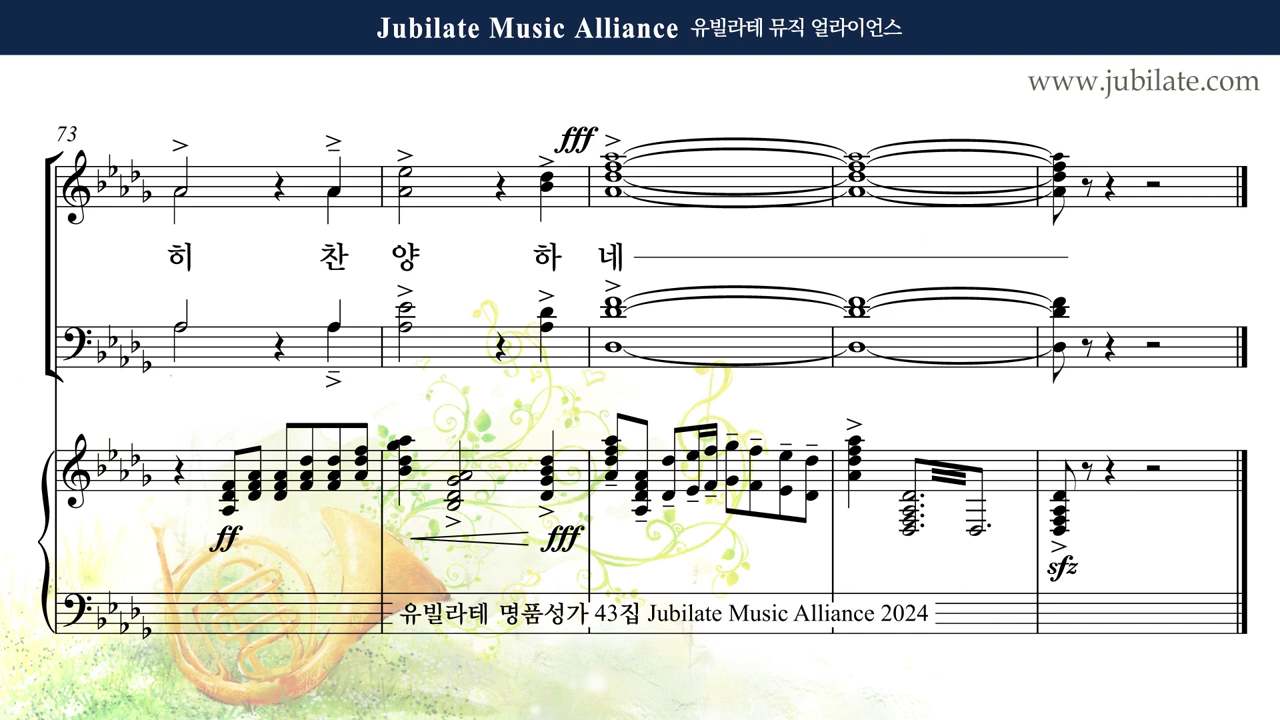 Jubilate Music Alliance 유빌라테 뮤직 얼라이언스
www.jubilate.com
73
fff
히 찬 양 하 네
ff
fff
sfz
유빌라테 명품성가 43집 Jubilate Music Alliance 2024